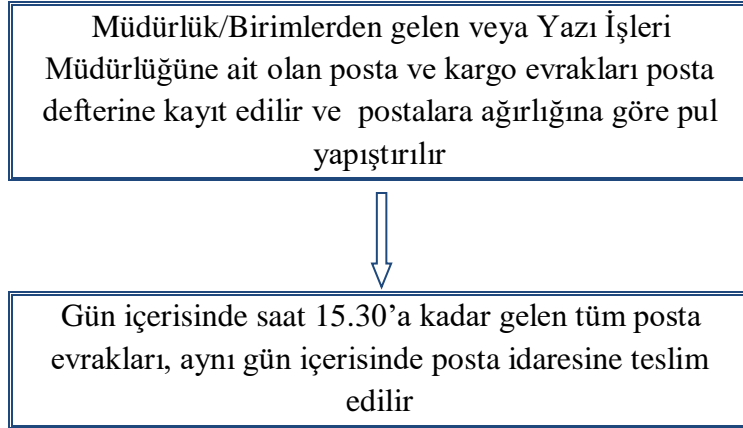 Müdürlük/Birimlerden gelen veya Yazı İşleri
Müdürlüğüne ait olan posta ve kargo evrakları posta
defterine kayıt edilir ve  postalara ağırlığına göre pul
yapıştırılır
Gün içerisinde saat 15.30’a kadar gelen tüm posta
evrakları, aynı gün içerisinde posta idaresine teslim
edilir